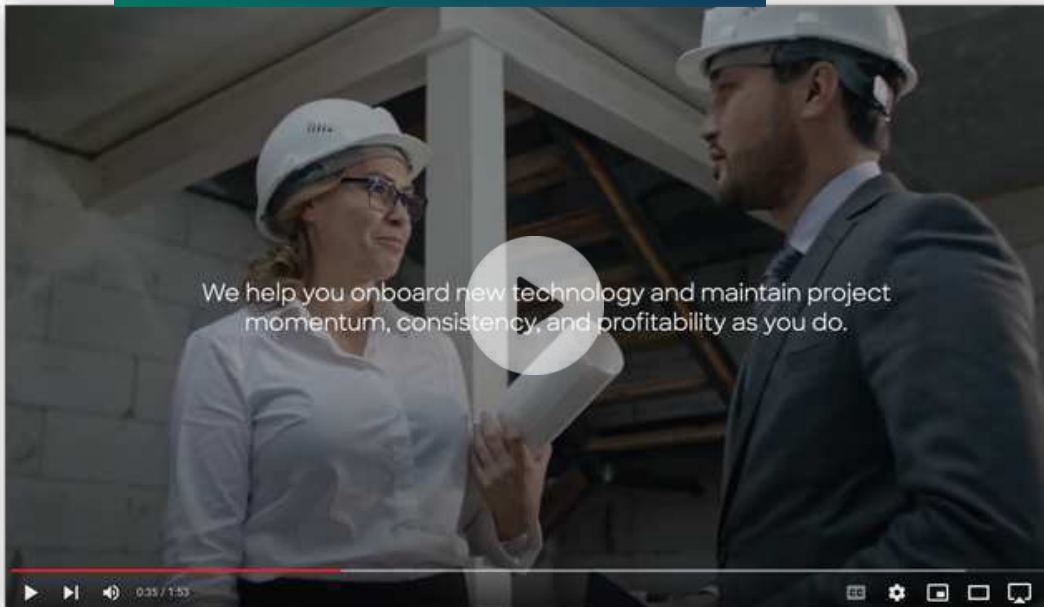 We help you onboard new technology and maintain project
momentum, consistency, and profitability as you do.
0:35 / 1:53
CC